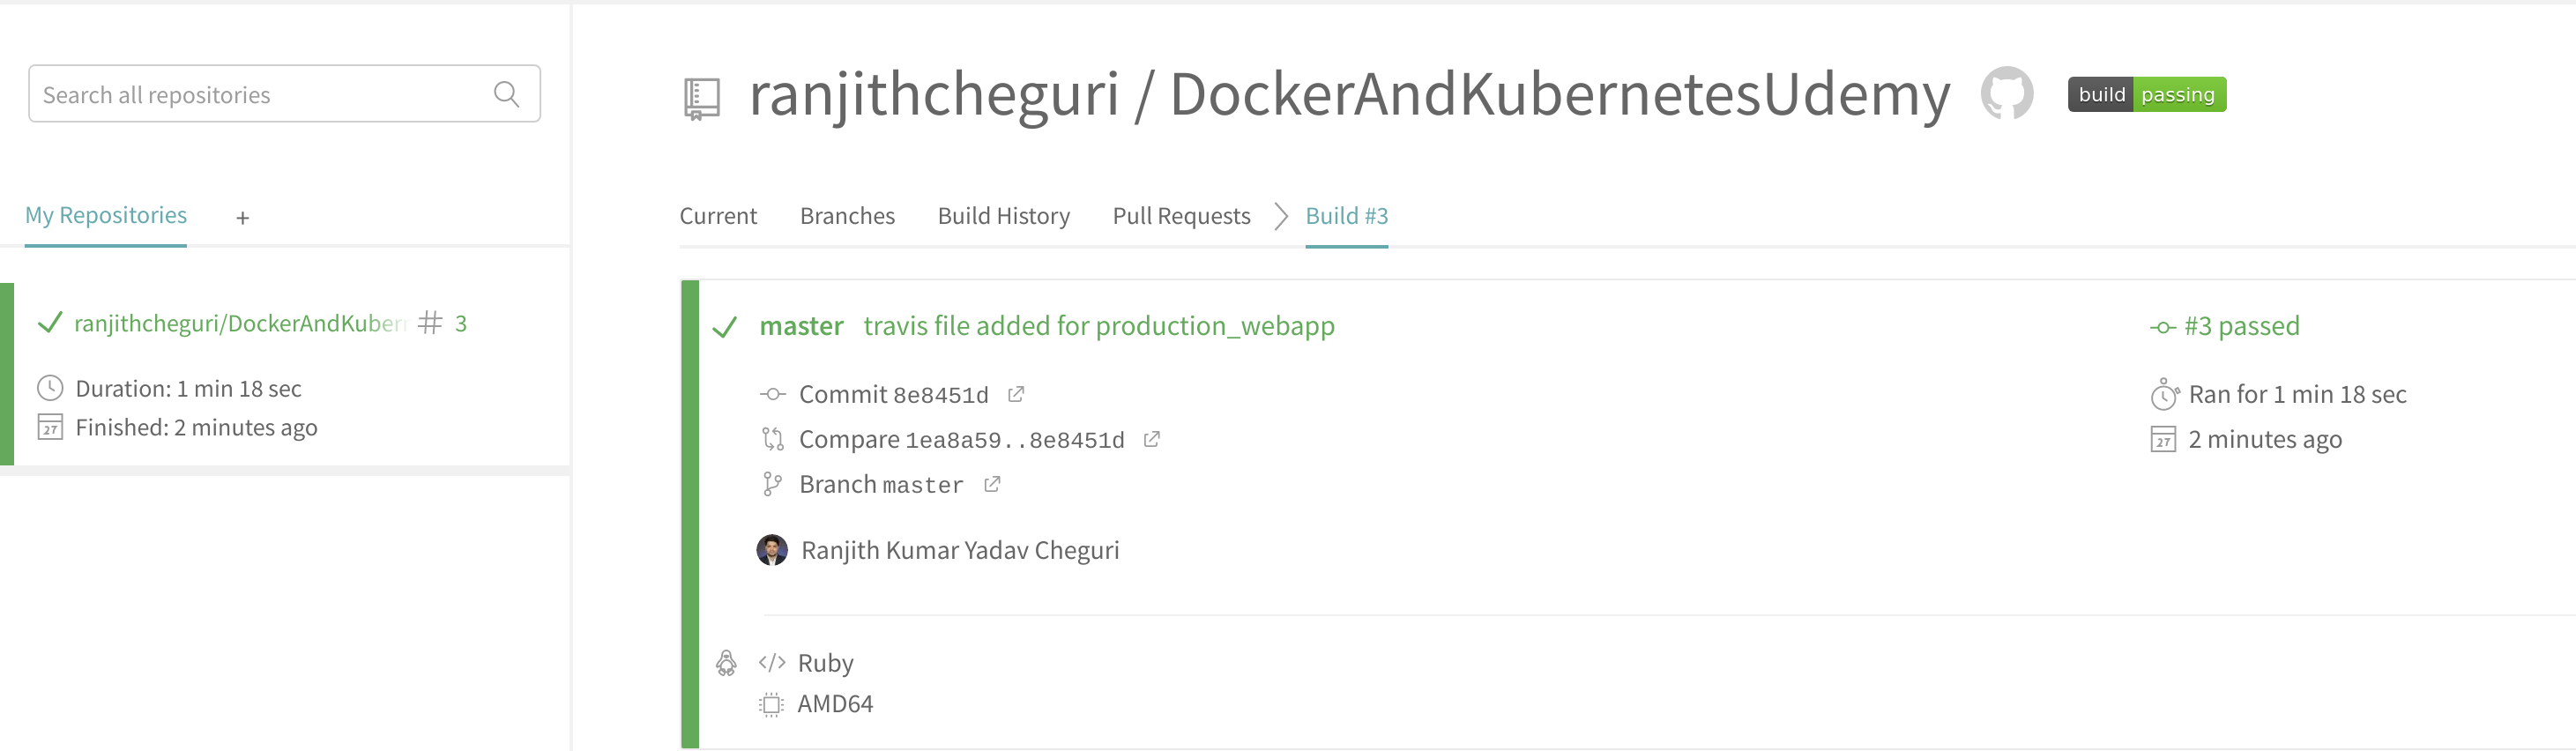 Search all repositories
My Repositories +
ranjithcheguri/DockerAndKuber # 3
Duration: 1 min 18 sec
27 Finished: 2 minutes ago
ranjithcheguri / DockerAndKubernetesUdemy build passing
Current Branches Build History Pull Requests Build #3
master travis file added for production_webapp
Commit 8e8451d
Compare 1ea8a59..8e8451d
Branch master
Ranjith Kumar Yadav Cheguri
#3 passed
Ran for 1 min 18 sec
27 2 minutes ago
</> Ruby
AMD64